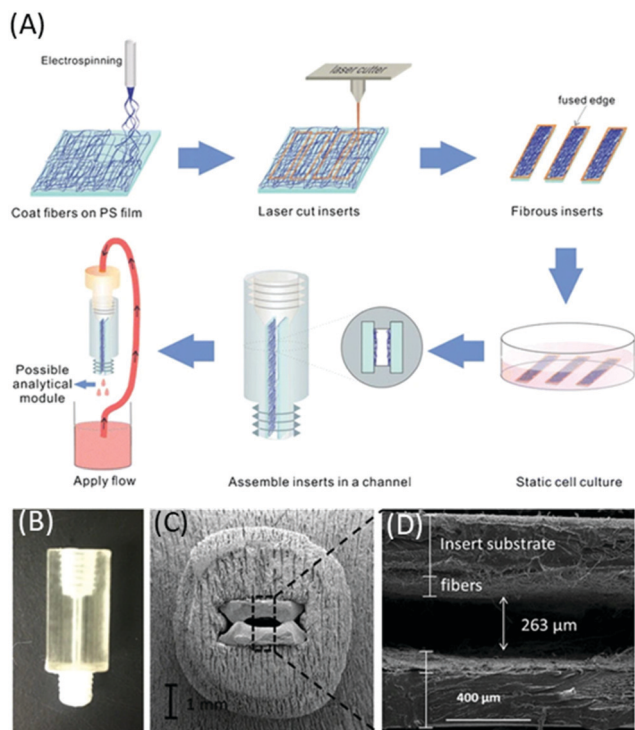 (A)
Electrospinning
laser cutter
fused edge
Coat fibers on PS film
Laser cut inserts
Fibrous inserts
Possible
analytical
module
Apply flow
Assemble inserts in a channel
Static cell culture
(B)
(C)
(D)
Insert substrate
fibers
263 μm
1 mm
400 μm